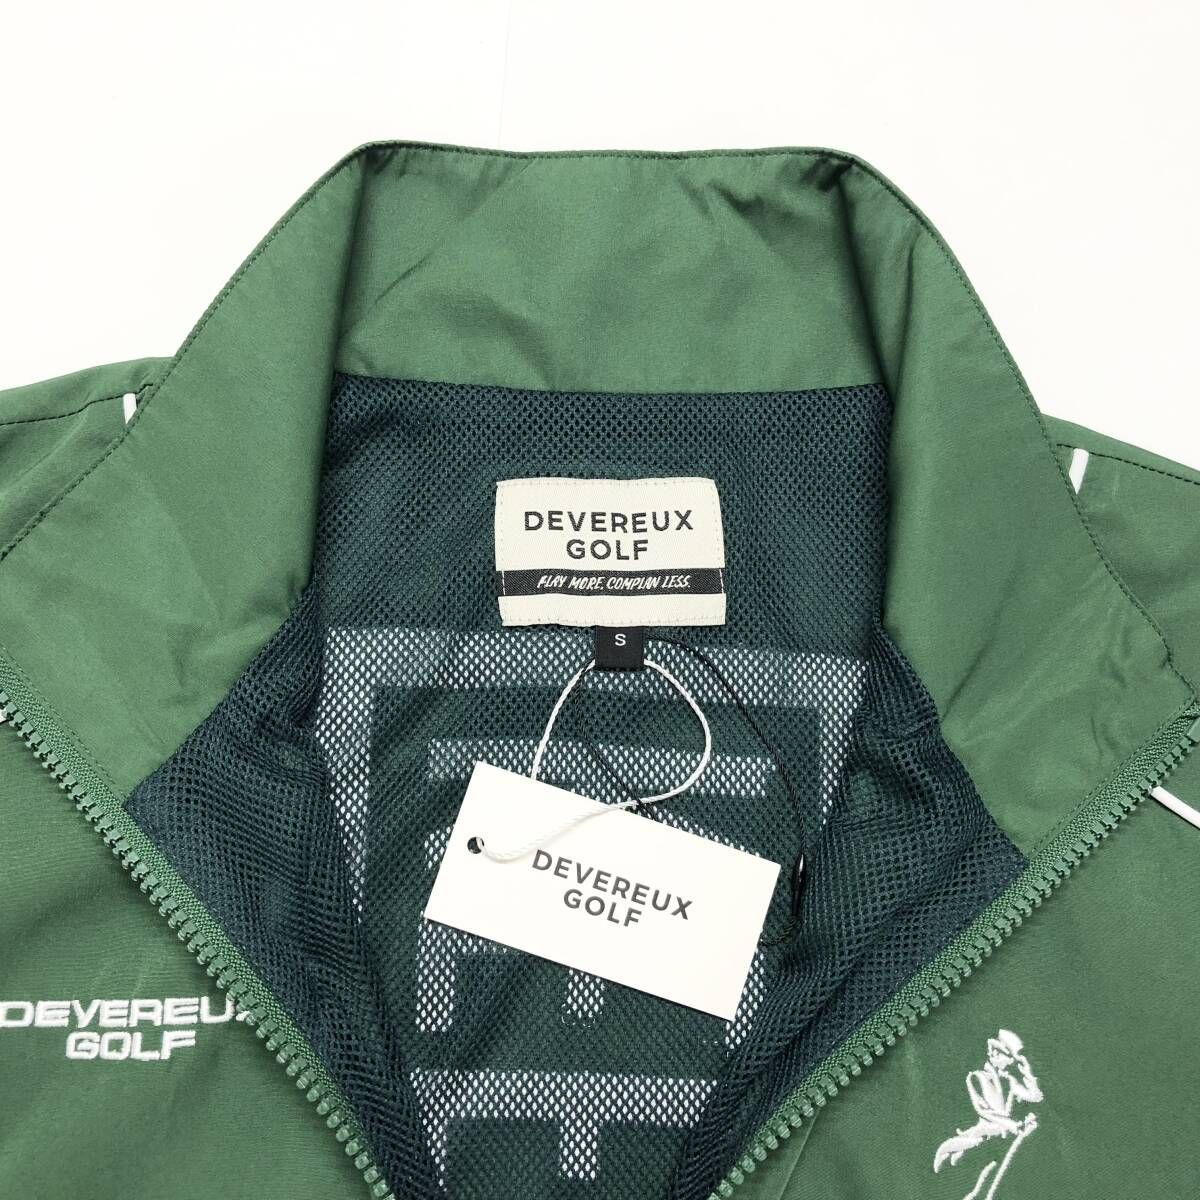 DEVEREUX
GOLF
PLAY MORE. COMPLAIN LESS.
S
DEVEREUX
GOLF
DEVEREUX
GOLF